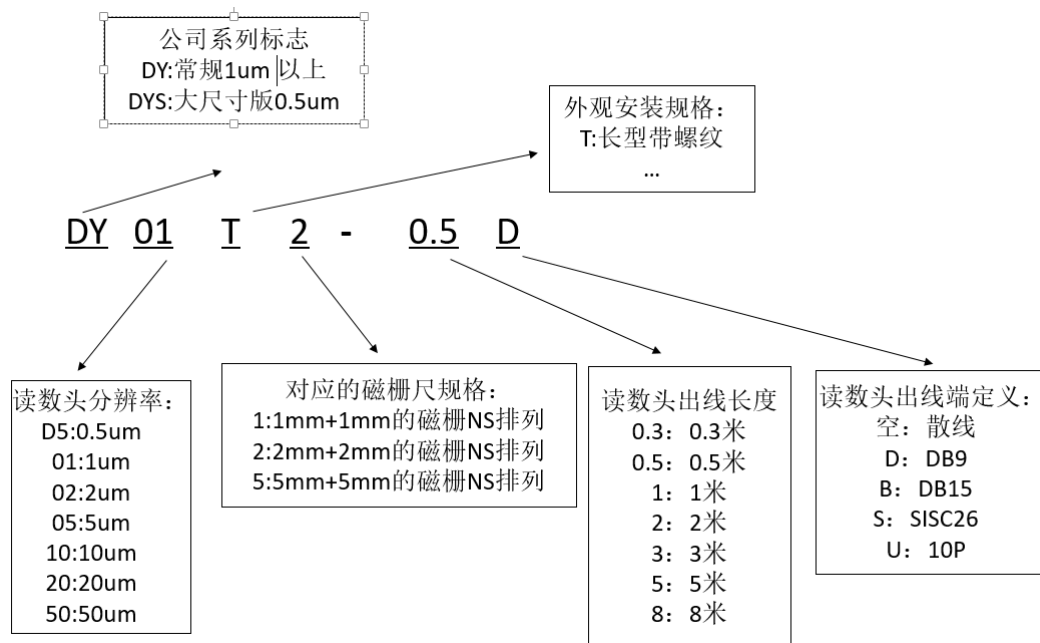 公司系列标志
DY:常规1um 以上
DYS:大尺寸版0.5um
外观安装规格：
T:长型带螺纹
...
DY 01 T 2 - 0.5 D
读数头分辨率：
D5:0.5um
01:1um
02:2um
05:5um
10:10um
20:20um
50:50um
对应的磁栅尺规格：
1:1mm+1mm的磁栅NS排列
2:2mm+2mm的磁栅NS排列
5:5mm+5mm的磁栅NS排列
读数头出线长度
0.3：0.3米
0.5：0.5米
1：1米
2：2米
3：3米
5：5米
8：8米
读数头出线端定义：
空：散线
D：DB9
B：DB15
S：SISC26
U：10P